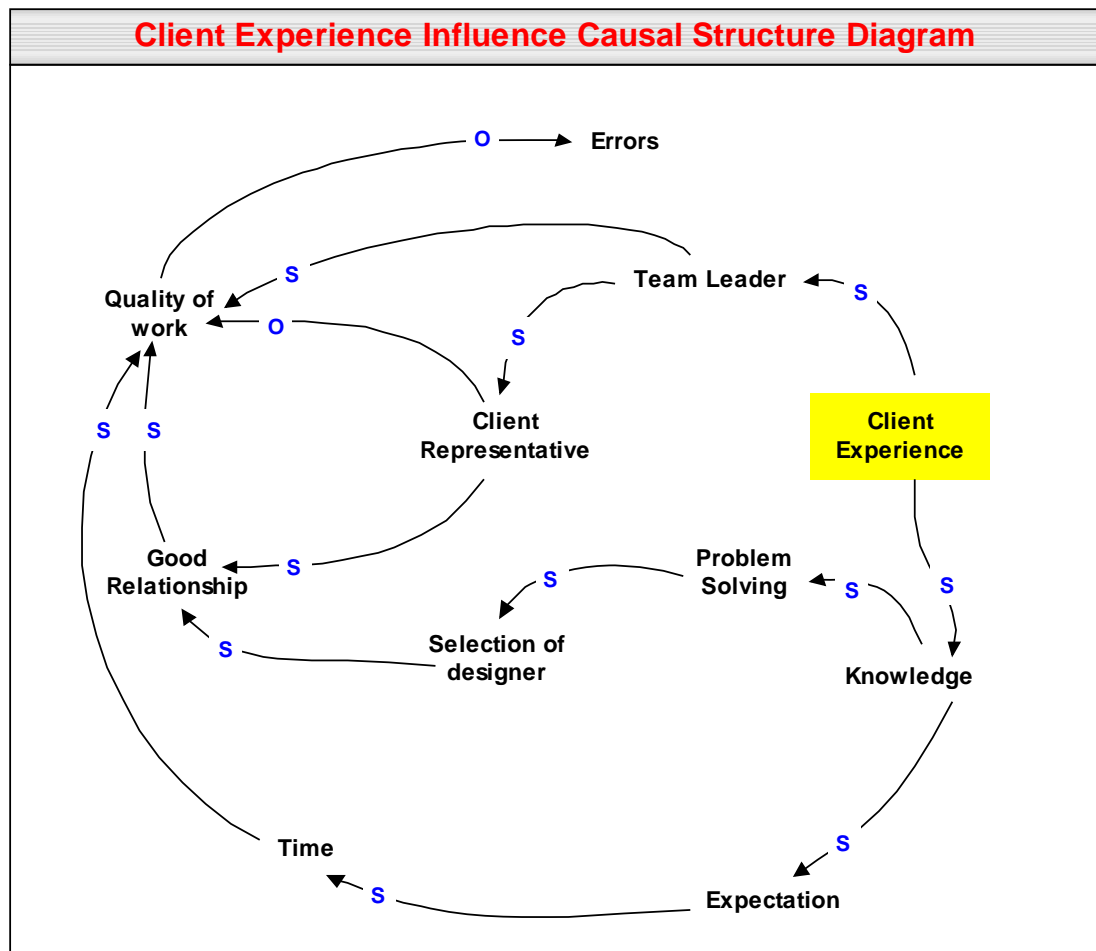 Client Experience Influence Causal Structure Diagram
O
Errors
S
Team Leader
S
Quality of
work
O
S
Client
Representative
Client
Experience
S
S
Good
Relationship
S
Problem
Solving
S
S
S
Selection of
designer
S
Knowledge
Time
S
Expectation
S